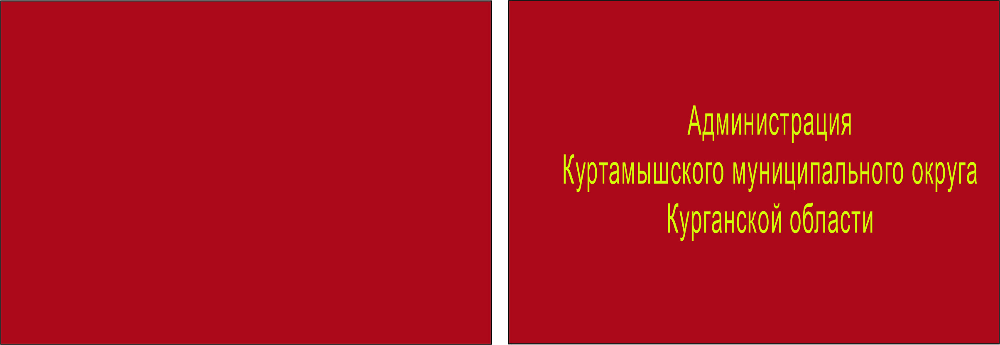 Администрация
Куртамышского муниципального округа
Курганской области